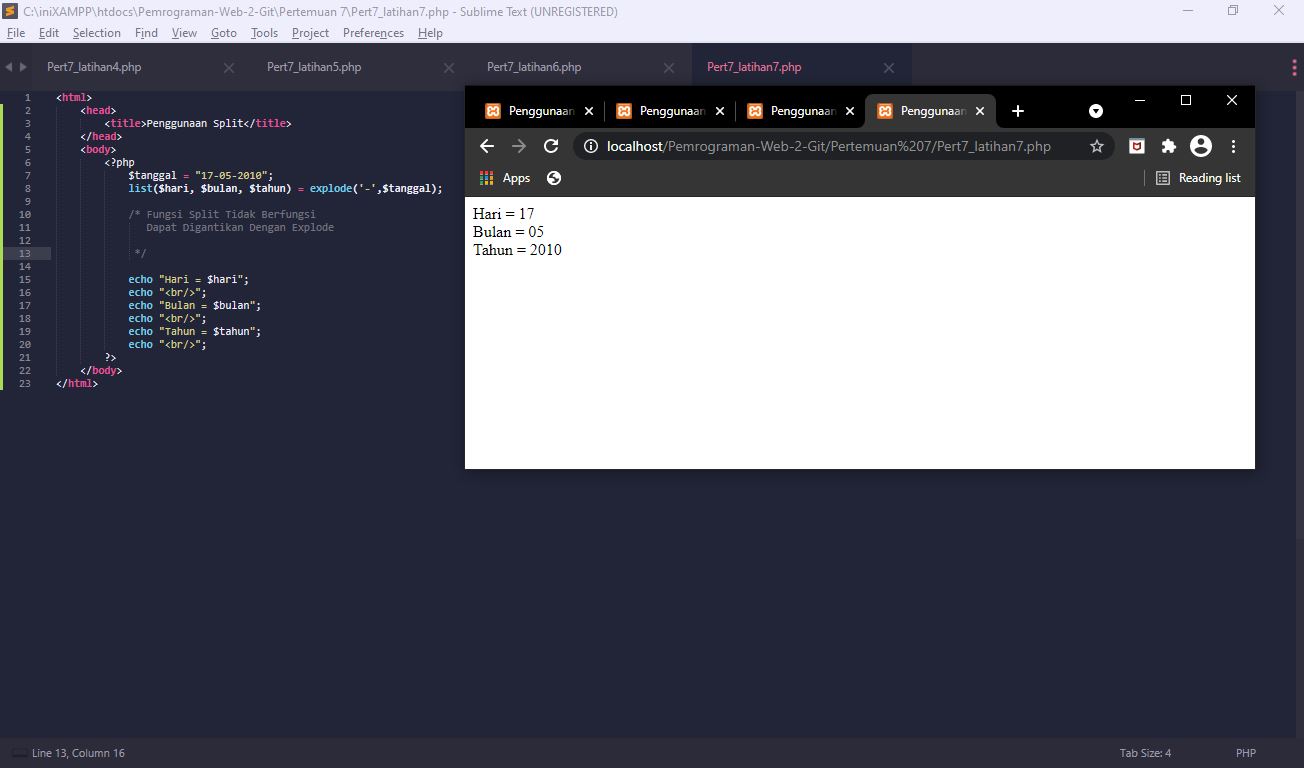 C:\iniXAMPP\htdocs\Pemrograman-Web-2-Git\Pertemuan 7\Pert7_latihan7.php - Sublime Text (UNREGISTERED)
File Edit Selection Find View Goto Tools Project Preferences Help
Pert7_latihan4.php Pert7_latihan5.php Pert7_latihan6.php Pert7_latihan7.php
1 <html>
2 <head>
3 <title>Penggunaan Split</title>
4 </head>
5 <body>
6 <?php
7 $tanggal = "17-05-2010";
8 list($hari, $bulan, $tahun) = explode('-',$tanggal);
9
10 /* Fungsi Split Tidak Berfungsi
11 Dapat Digantikan Dengan Explode
12
13 */
14
15 echo "Hari = $hari";
16 echo "<br/>";
17 echo "Bulan = $bulan";
18 echo "<br/>";
19 echo "Tahun = $tahun";
20 echo "<br/>";
21 ?>
22 </body>
23 </html>
Penggunaan Penggunaan Penggunaan Penggunaan
localhost/Pemrograman-Web-2-Git/Pertemuan%207/Pert7_latihan7.php
Apps Reading list
Hari = 17
Bulan = 05
Tahun = 2010
Line 13, Column 16 Tab Size: 4 PHP